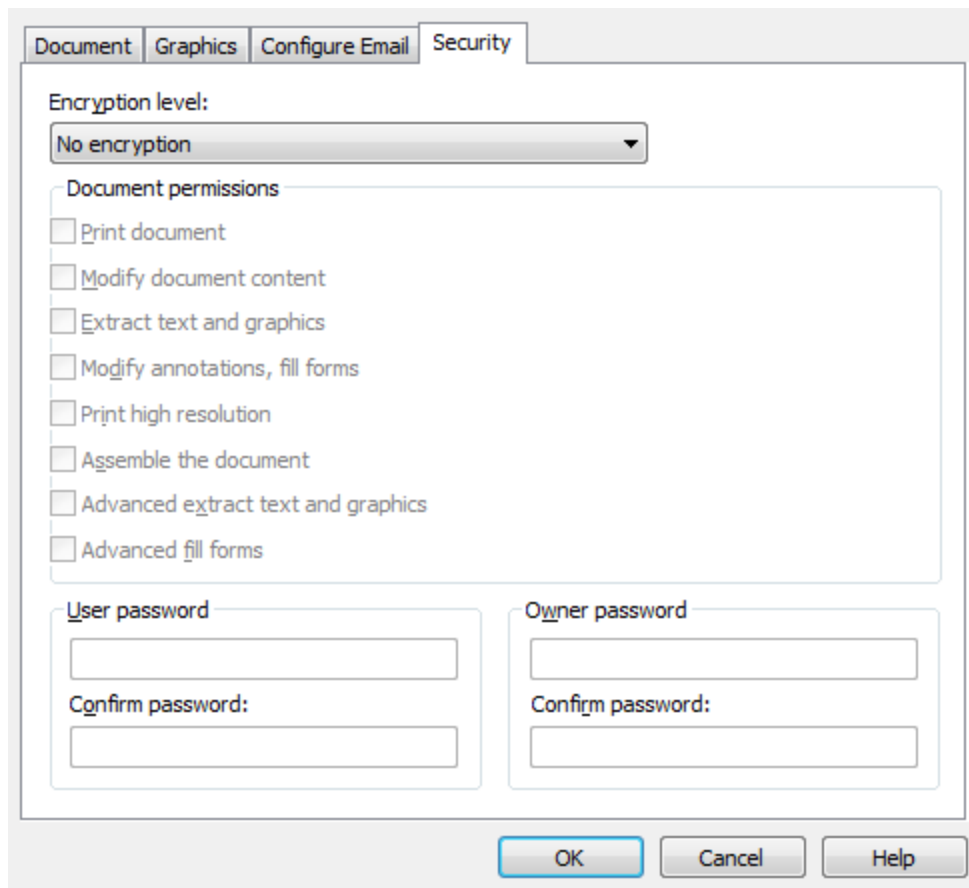 Document Graphics Configure Email Security
Encryption level:
No encryption
Document permissions
Print document
Modify document content
Extract text and graphics
Modify annotations, fill forms
Print high resolution
Assemble the document
Advanced extract text and graphics
Advanced fill forms
User password
Confirm password:
Owner password
Confirm password:
OK Cancel Help